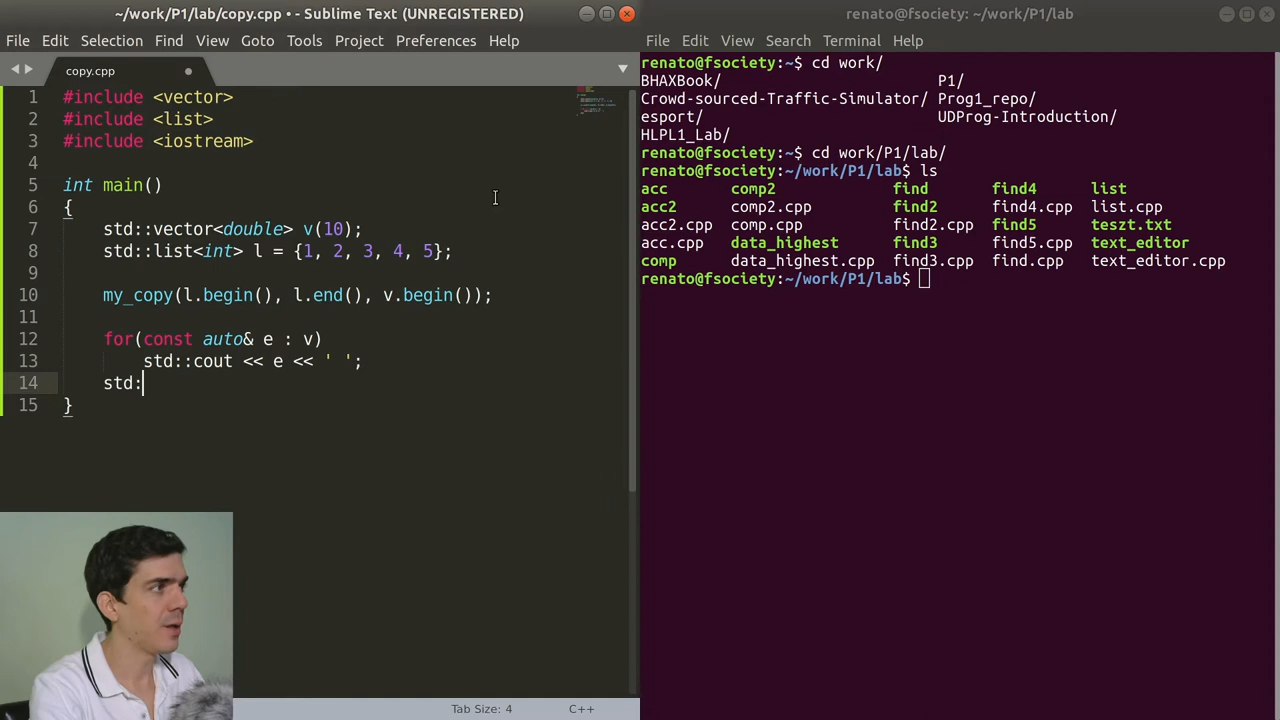 ~/work/P1/lab/copy.cpp • - Sublime Text (UNREGISTERED)
File Edit Selection Find View Goto Tools Project Preferences Help
copy.cpp
1 #include <vector>
2 #include <list>
3 #include <iostream>
4
5 int main()
6 {
7 std::vector<double> v(10);
8 std::list<int> l = {1, 2, 3, 4, 5};
9
10 my_copy(l.begin(), l.end(), v.begin());
11
12 for(const auto& e : v)
13 std::cout << e << ' ';
14 std:
15 }
Tab Size: 4 C++
renato@fsociety: ~/work/P1/lab
File Edit View Search Terminal Help
renato@fsociety:~$ cd work/
BHAXBook/ P1/
Crowd-sourced-Traffic-Simulator/ Prog1_repo/
esport/ UDProg-Introduction/
HLPL1_Lab/
renato@fsociety:~$ cd work/P1/lab/
renato@fsociety:~/work/P1/lab$ ls
acc comp2 find find4 list
acc2 comp2.cpp find2 find4.cpp list.cpp
acc2.cpp comp.cpp find2.cpp find5 teszt.txt
acc.cpp data_highest find3 find5.cpp text_editor
comp data_highest.cpp find3.cpp find.cpp text_editor.cpp
renato@fsociety:~/work/P1/lab$